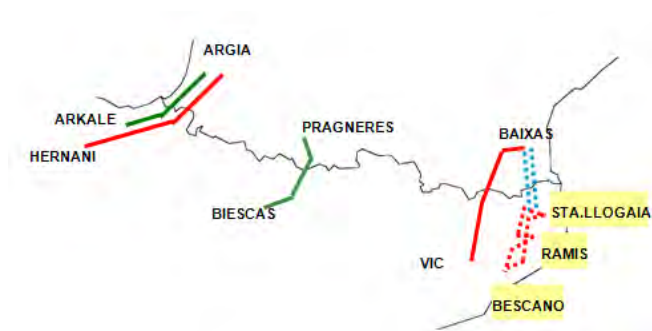 ARGIA
ARKALE
HERNANI
PRAGNERES
BIESCAS
BAIXAS
STA.LLOGAIA
VIC
RAMIS
BESCANO